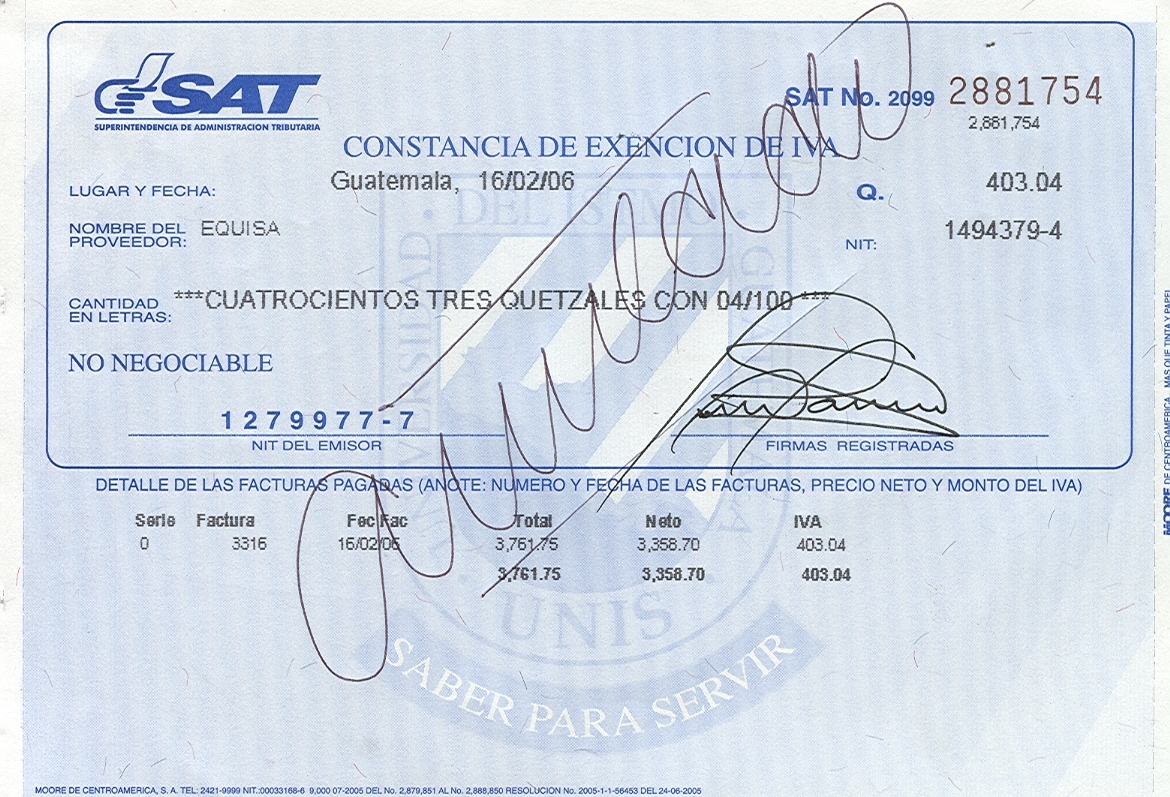 SAT
SUPERINTENDENCIA DE ADMINISTRACION TRIBUTARIA
SAT No. 2099 2881754
2,881,754
CONSTANCIA DE EXENCION DE IVA
LUGAR Y FECHA: Guatemala, 16/02/06
Q. 403.04
NOMBRE DEL PROVEEDOR: EQUISA
NIT: 1494379-4
CANTIDAD EN LETRAS: ***CUATROCIENTOS TRES QUETZALES CON 04/100 ***
NO NEGOCIABLE
1279977-7
NIT DEL EMISOR
FIRMAS REGISTRADAS
DETALLE DE LAS FACTURAS PAGADAS (ANOTE: NUMERO Y FECHA DE LAS FACTURAS, PRECIO NETO Y MONTO DEL IVA)
Serie Factura Fec Fac Total Neto IVA
0 3316 16/02/06 3,761.75 3,358.70 403.04
3,761.75 3,358.70 403.04
UNIVERSIDAD DEL ISTMO GUATEMALA
UNIS
SABER PARA SERVIR
MOORE DE CENTROAMERICA, S. A. TEL: 2421-9999 NIT.:00033168-6 9,000 07-2005 DEL No. 2,879,851 AL No. 2,888,850 RESOLUCION No. 2005-1-1-56453 DEL 24-06-2005
MOORE DE CENTROAMERICA MAS QUE TINTA Y PAPEL